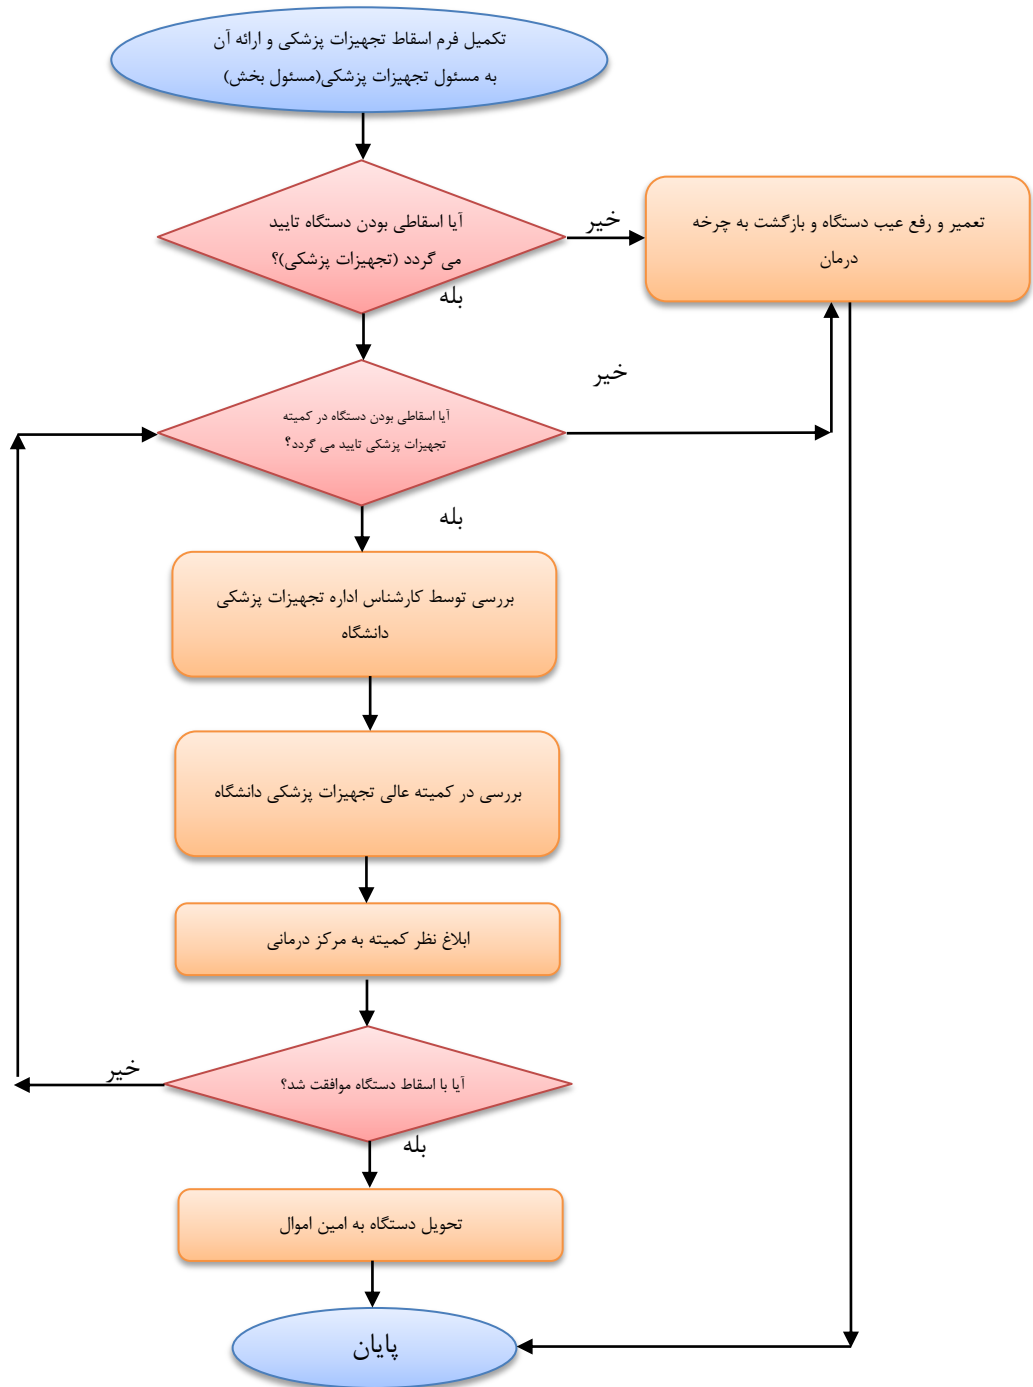 تکمیل فرم اسقاط تجهیزات پزشکی و ارائه آن
به مسئول تجهیزات پزشکی(مسئول بخش)
آیا اسقاطی بودن دستگاه تایید
می گردد (تجهیزات پزشکی)؟
خیر
تعمیر و رفع عیب دستگاه و بازگشت به چرخه
درمان
بله
آیا اسقاطی بودن دستگاه در کمیته
تجهیزات پزشکی تایید می گردد؟
خیر
بله
بررسی توسط کارشناس اداره تجهیزات پزشکی
دانشگاه
بررسی در کمیته عالی تجهیزات پزشکی دانشگاه
ابلاغ نظر کمیته به مرکز درمانی
آیا با اسقاط دستگاه موافقت شد؟
خیر
بله
تحویل دستگاه به امین اموال
پایان